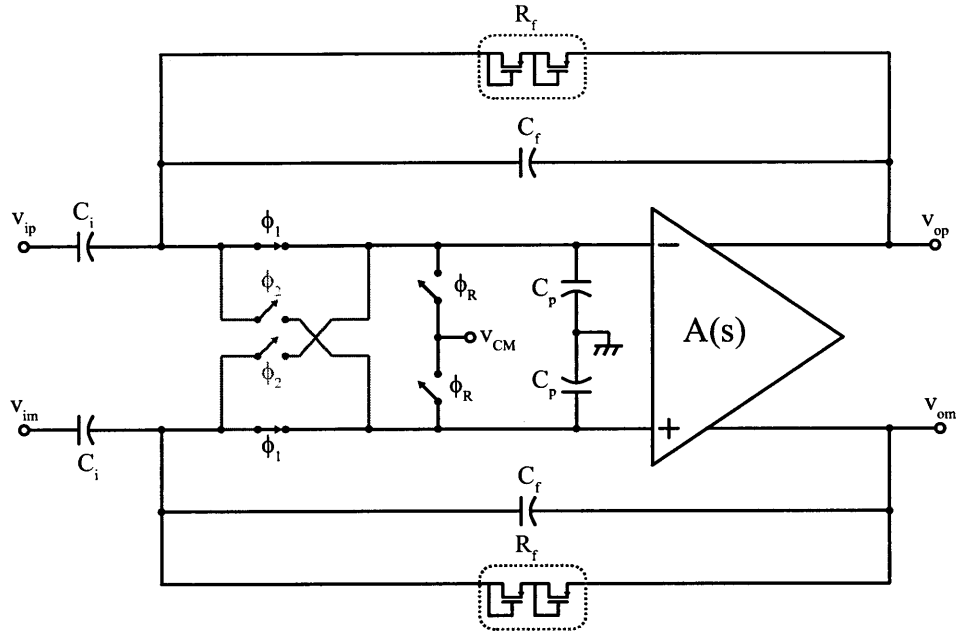 R_f
C_f
v_ip
C_i
ϕ_1
v_op
ϕ_2
ϕ_R
C_p
−
v_CM
A(s)
ϕ_2
ϕ_R
C_p
v_im
C_i
ϕ_1
+
v_om
C_f
R_f